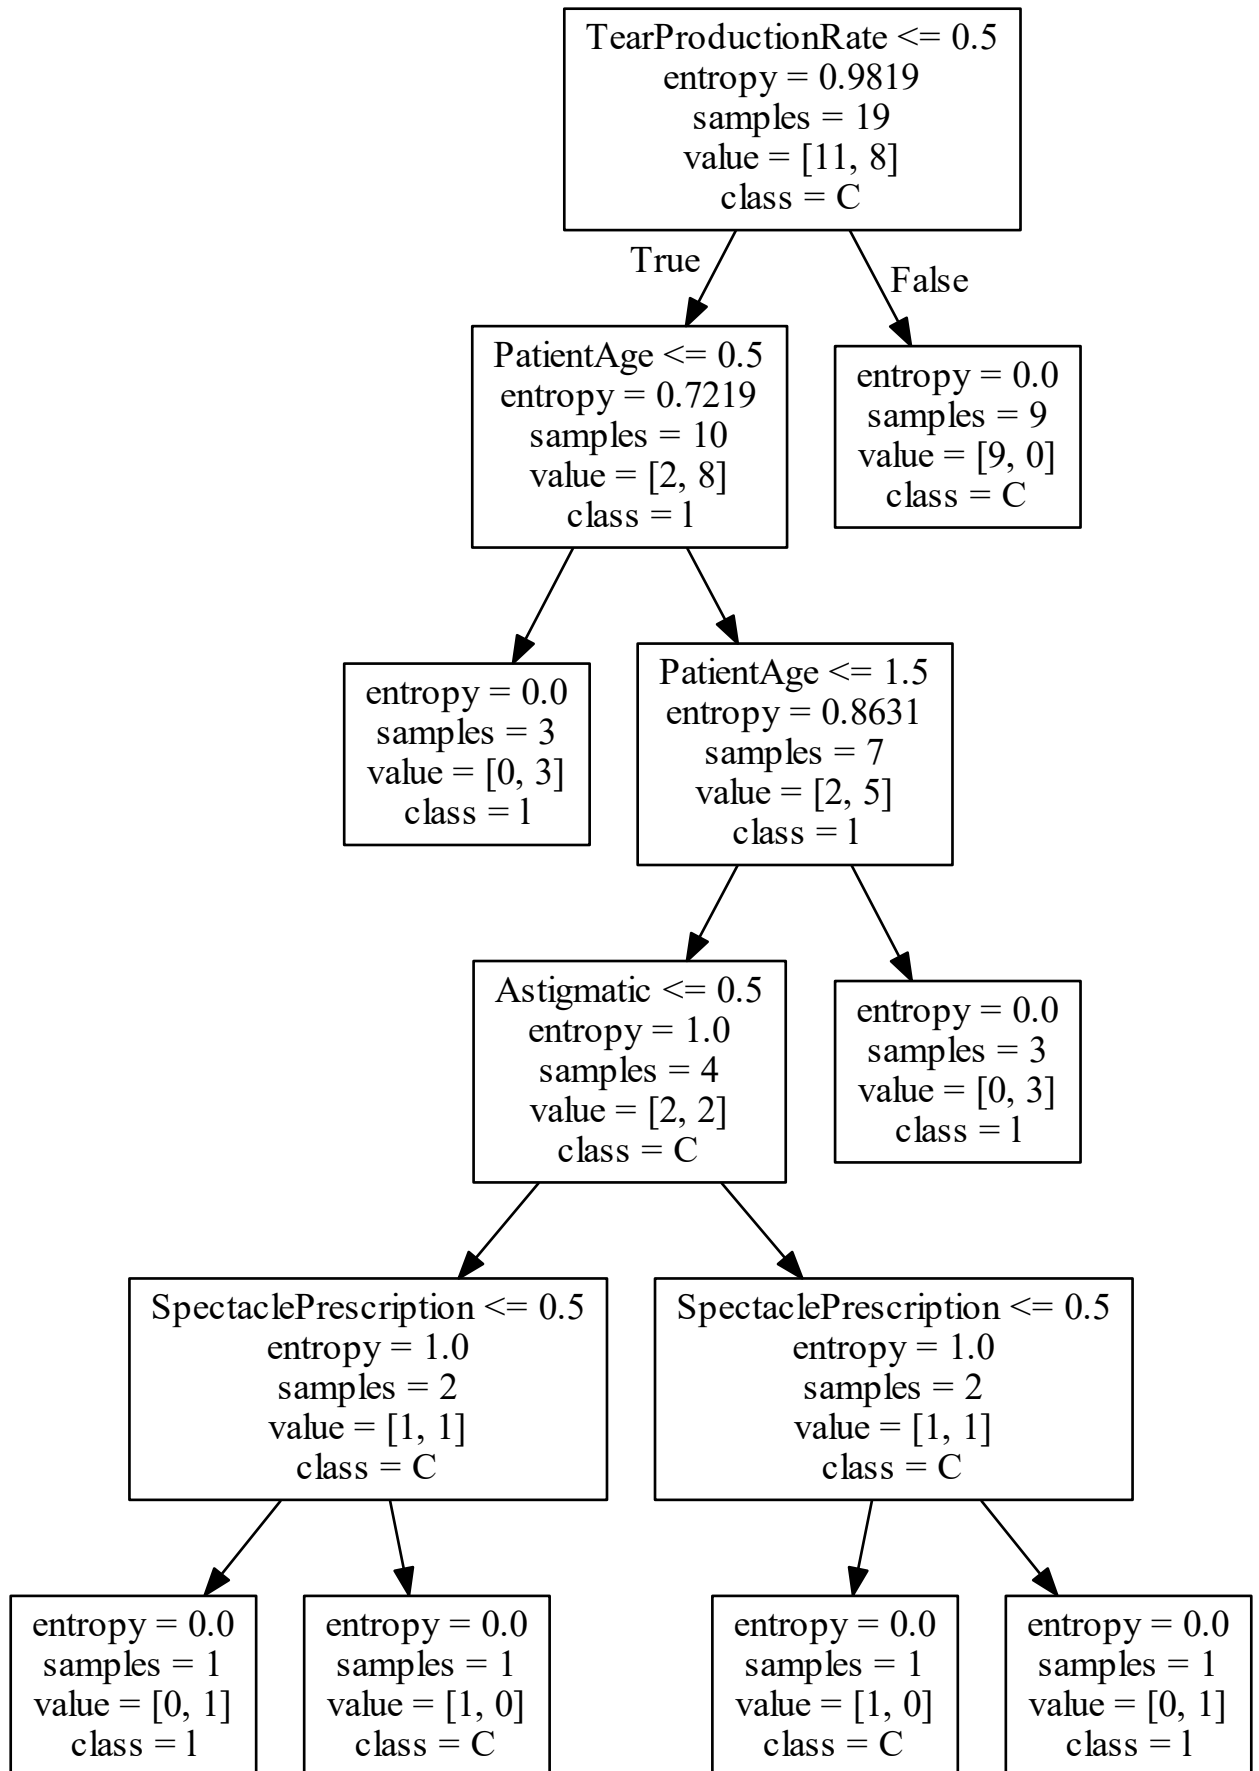 TearProductionRate <= 0.5
entropy = 0.9819
samples = 19
value = [11, 8]
class = C
True
False
PatientAge <= 0.5
entropy = 0.7219
samples = 10
value = [2, 8]
class = l
entropy = 0.0
samples = 9
value = [9, 0]
class = C
entropy = 0.0
samples = 3
value = [0, 3]
class = l
PatientAge <= 1.5
entropy = 0.8631
samples = 7
value = [2, 5]
class = l
Astigmatic <= 0.5
entropy = 1.0
samples = 4
value = [2, 2]
class = C
entropy = 0.0
samples = 3
value = [0, 3]
class = l
SpectaclePrescription <= 0.5
entropy = 1.0
samples = 2
value = [1, 1]
class = C
SpectaclePrescription <= 0.5
entropy = 1.0
samples = 2
value = [1, 1]
class = C
entropy = 0.0
samples = 1
value = [0, 1]
class = l
entropy = 0.0
samples = 1
value = [1, 0]
class = C
entropy = 0.0
samples = 1
value = [1, 0]
class = C
entropy = 0.0
samples = 1
value = [0, 1]
class = l